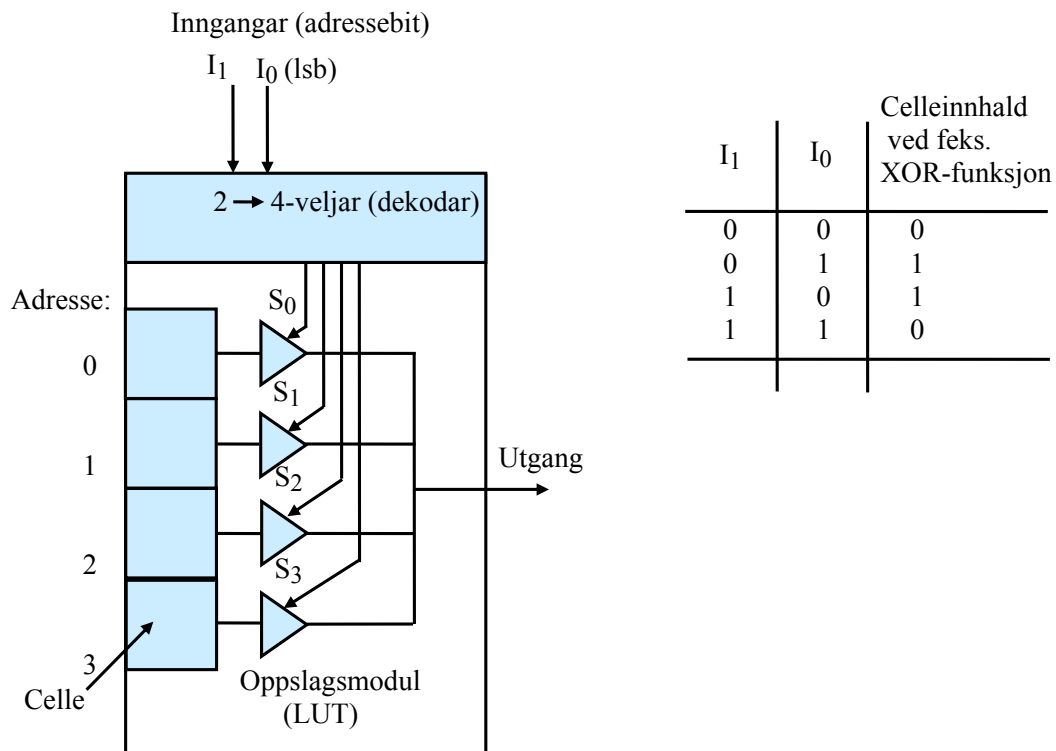 Inngangar (adressebit)
I1 I0 (lsb)
2 → 4-veljar (dekodar)
Adresse:
S0
0
S1
1
S2
Utgang
2
S3
3
Celle
Oppslagsmodul
(LUT)
Celleinnhald
ved feks.
I1 I0 XOR-funksjon
0 0 0
0 1 1
1 0 1
1 1 0